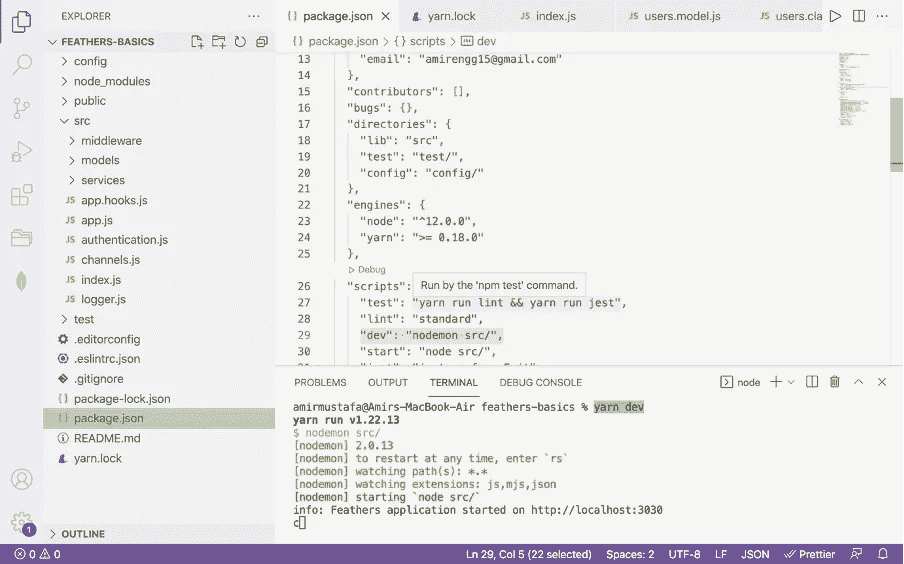 EXPLORER
FEATHERS-BASICS
config
node_modules
public
src
middleware
models
services
JS app.hooks.js
JS app.js
JS authentication.js
JS channels.js
JS index.js
JS logger.js
test
.editorconfig
.eslintrc.json
.gitignore
{} package-lock.json
{} package.json
README.md
yarn.lock
OUTLINE
1
{} package.json
yarn.lock
JS index.js
JS users.model.js
JS users.cla
{} package.json > {} scripts > dev
13 "email": "amirengg15@gmail.com"
14 },
15 "contributors": [],
16 "bugs": {},
17 "directories": {
18 "lib": "src",
19 "test": "test/",
20 "config": "config/"
21 },
22 "engines": {
23 "node": "^12.0.0",
24 "yarn": ">= 0.18.0"
25 },
Debug
Run by the 'npm test' command.
26 "scripts":
27 "test": "yarn run lint && yarn run jest",
28 "lint": "standard",
29 "dev": "nodemon src/",
30 "start": "node src/",
PROBLEMS OUTPUT TERMINAL DEBUG CONSOLE
node
amirmustafa@Amirs-MacBook-Air feathers-basics % yarn dev
yarn run v1.22.13
$ nodemon src/
[nodemon] 2.0.13
[nodemon] to restart at any time, enter `rs`
[nodemon] watching path(s): *.*
[nodemon] watching extensions: js,mjs,json
[nodemon] starting `node src/`
info: Feathers application started on http://localhost:3030
c
0 0
Ln 29, Col 5 (22 selected) Spaces: 2 UTF-8 LF JSON Prettier